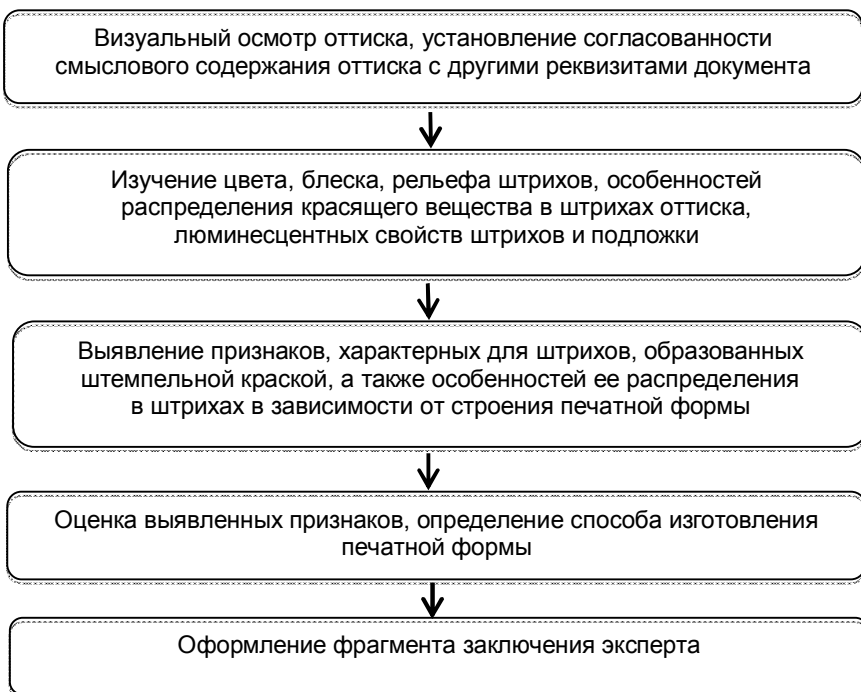 Визуальный осмотр оттиска, установление согласованности
смыслового содержания оттиска с другими реквизитами документа
Изучение цвета, блеска, рельефа штрихов, особенностей
распределения красящего вещества в штрихах оттиска,
люминесцентных свойств штрихов и подложки
Выявление признаков, характерных для штрихов, образованных
штемпельной краской, а также особенностей ее распределения
в штрихах в зависимости от строения печатной формы
Оценка выявленных признаков, определение способа изготовления
печатной формы
Оформление фрагмента заключения эксперта